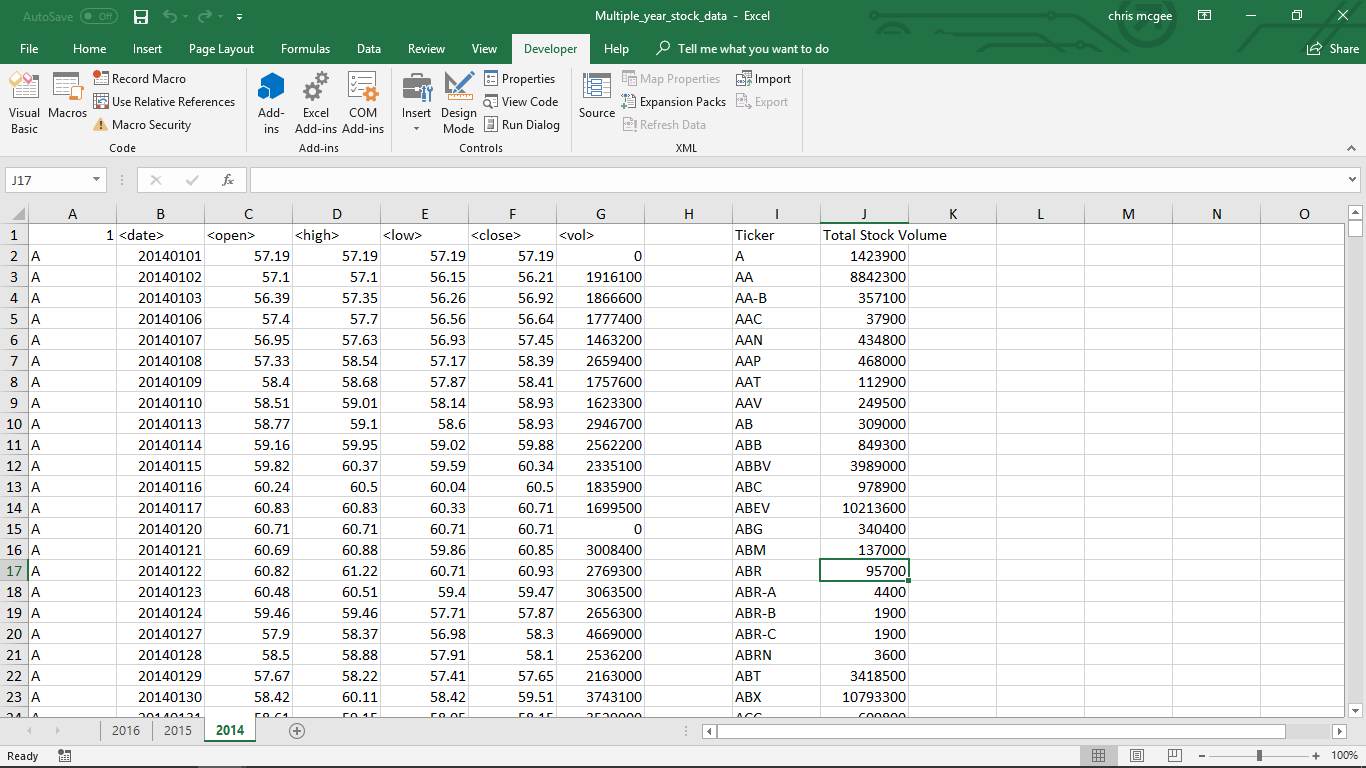 AutoSave Off Multiple_year_stock_data - Excel chris mcgee
File Home Insert Page Layout Formulas Data Review View Developer Help Tell me what you want to do Share
Visual Basic
Macros
Record Macro
Use Relative References
Macro Security
Code
Add-ins
Excel Add-ins
COM Add-ins
Add-ins
Insert
Design Mode
Properties
View Code
Run Dialog
Controls
Source
Map Properties
Expansion Packs
Refresh Data
Import
Export
XML
J17 fx
A B C D E F G H I J K L M N O
1 1 <date> <open> <high> <low> <close> <vol> Ticker Total Stock Volume
2 A 20140101 57.19 57.19 57.19 57.19 0 A 1423900
3 A 20140102 57.1 57.1 56.15 56.21 1916100 AA 8842300
4 A 20140103 56.39 57.35 56.26 56.92 1866600 AA-B 357100
5 A 20140106 57.4 57.7 56.56 56.64 1777400 AAC 37900
6 A 20140107 56.95 57.63 56.93 57.45 1463200 AAN 434800
7 A 20140108 57.33 58.54 57.17 58.39 2659400 AAP 468000
8 A 20140109 58.4 58.68 57.87 58.41 1757600 AAT 112900
9 A 20140110 58.51 59.01 58.14 58.93 1623300 AAV 249500
10 A 20140113 58.77 59.1 58.6 58.93 2946700 AB 309000
11 A 20140114 59.16 59.95 59.02 59.88 2562200 ABB 849300
12 A 20140115 59.82 60.37 59.59 60.34 2335100 ABBV 3989000
13 A 20140116 60.24 60.5 60.04 60.5 1835900 ABC 978900
14 A 20140117 60.83 60.83 60.33 60.71 1699500 ABEV 10213600
15 A 20140120 60.71 60.71 60.71 60.71 0 ABG 340400
16 A 20140121 60.69 60.88 59.86 60.85 3008400 ABM 137000
17 A 20140122 60.82 61.22 60.71 60.93 2769300 ABR 95700
18 A 20140123 60.48 60.51 59.4 59.47 3063500 ABR-A 4400
19 A 20140124 59.46 59.46 57.71 57.87 2656300 ABR-B 1900
20 A 20140127 57.9 58.37 56.98 58.3 4669000 ABR-C 1900
21 A 20140128 58.5 58.88 57.91 58.1 2536200 ABRN 3600
22 A 20140129 57.67 58.22 57.41 57.65 2163000 ABT 3418500
23 A 20140130 58.42 60.11 58.42 59.51 3743100 ABX 10793300
24 A 20140131
2016 2015 2014
Ready 100%